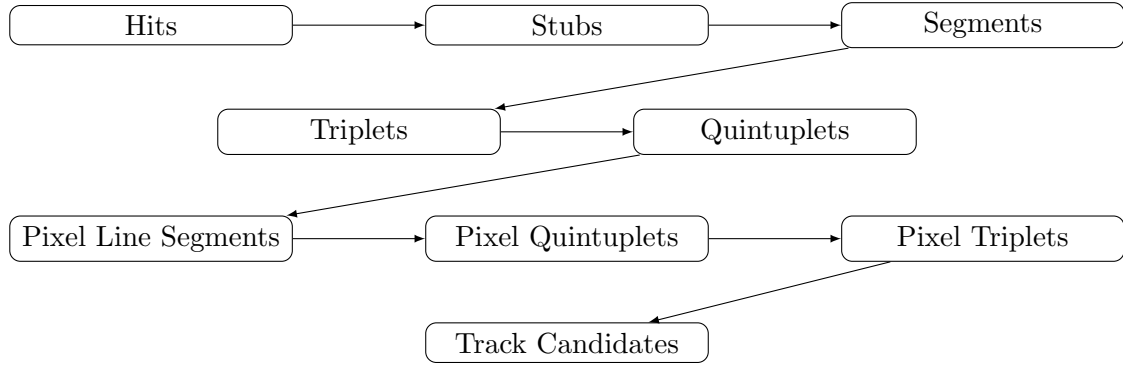 Hits
Stubs
Segments
Triplets
Quintuplets
Pixel Line Segments
Pixel Quintuplets
Pixel Triplets
Track Candidates